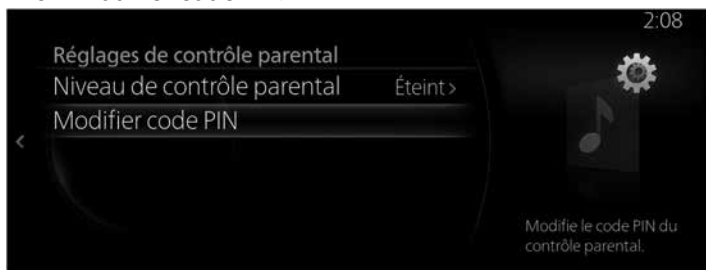 2:08
Réglages de contrôle parental
Niveau de contrôle parental Éteint >
Modifier code PIN
<
Modifie le code PIN du
contrôle parental.